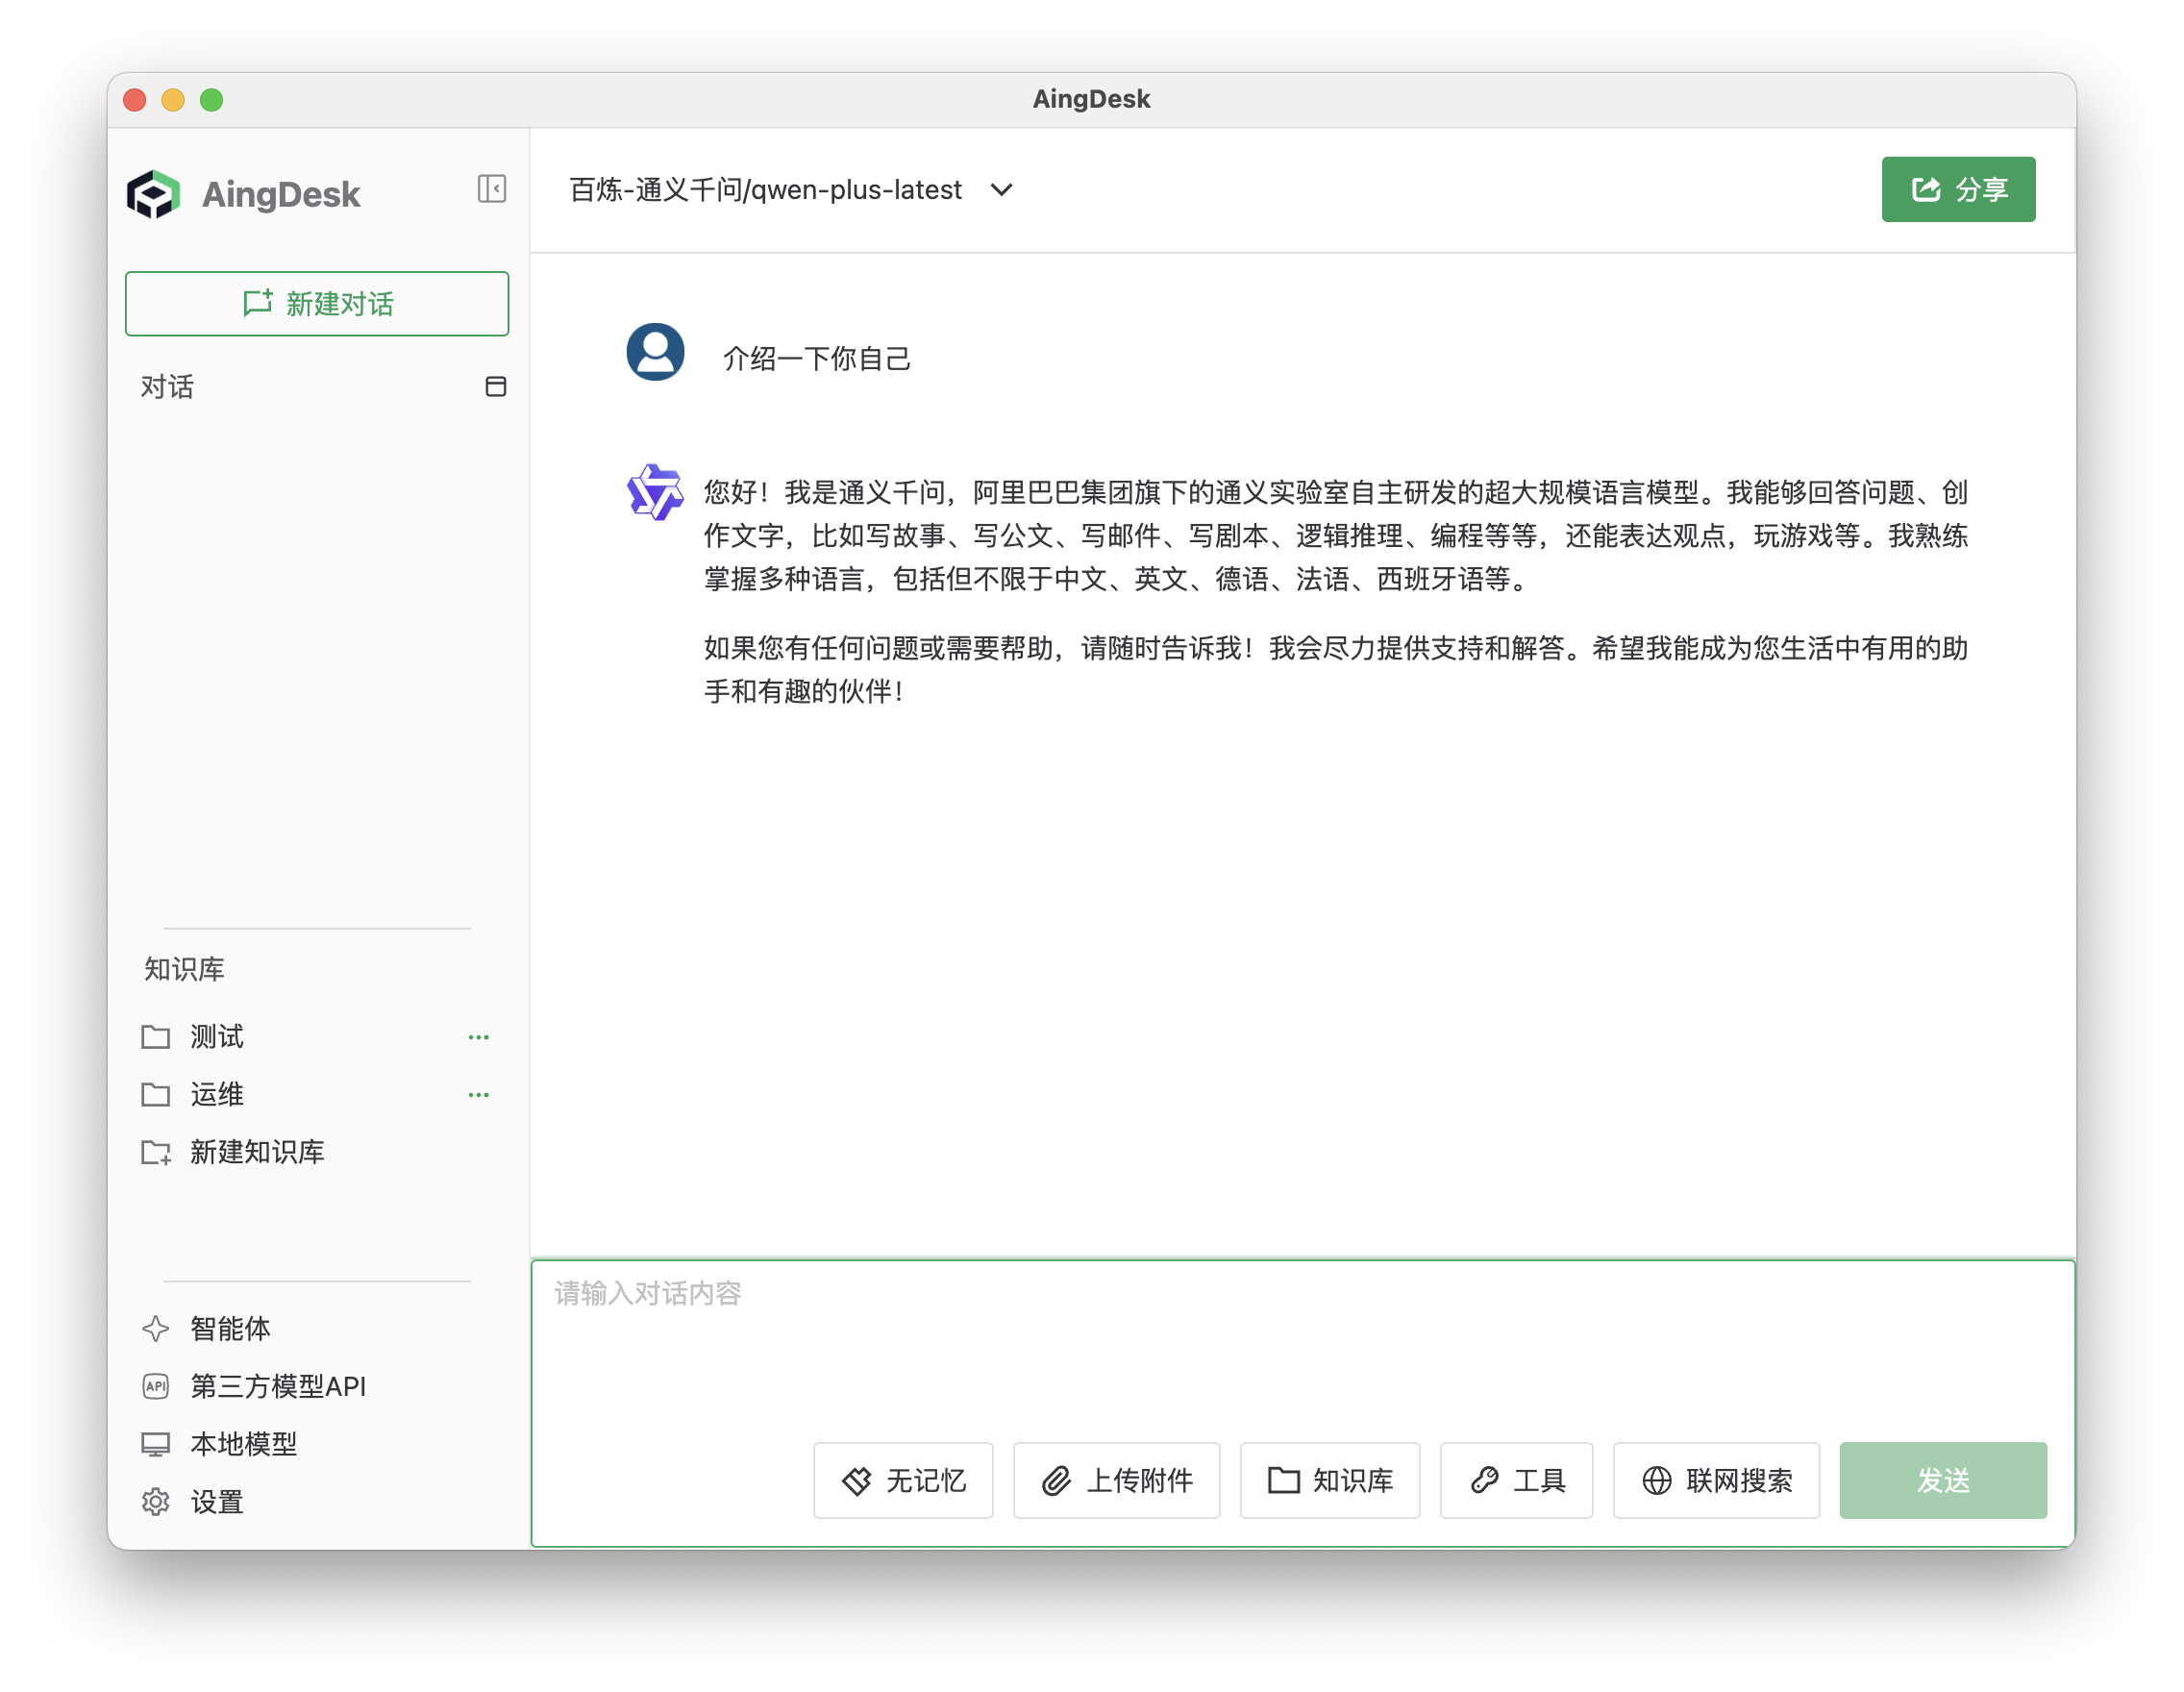 AingDesk
AingDesk
新建对话
对话
知识库
测试
运维
新建知识库
智能体
API 第三方模型API
本地模型
设置
百炼-通义千问/qwen-plus-latest
分享
介绍一下你自己
您好！我是通义千问，阿里巴巴集团旗下的通义实验室自主研发的超大规模语言模型。我能够回答问题、创
作文字，比如写故事、写公文、写邮件、写剧本、逻辑推理、编程等等，还能表达观点，玩游戏等。我熟练
掌握多种语言，包括但不限于中文、英文、德语、法语、西班牙语等。
如果您有任何问题或需要帮助，请随时告诉我！我会尽力提供支持和解答。希望我能成为您生活中有用的助
手和有趣的伙伴！
请输入对话内容
无记忆 上传附件 知识库 工具 联网搜索 发送